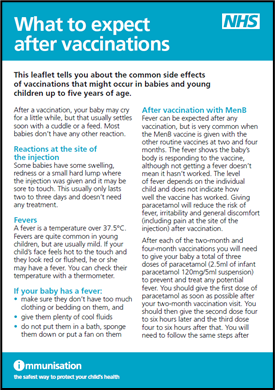 What to expect
after vaccinations
NHS
This leaflet tells you about the common side effects
of vaccinations that might occur in babies and young
children up to five years of age.
After a vaccination, your baby may cry
for a little while, but that usually settles
soon with a cuddle or a feed. Most
babies don't have any other reaction.
Reactions at the site of
the injection
Some babies have some swelling,
redness or a small hard lump where
the injection was given and it may be
sore to touch. This usually only lasts
two to three days and doesn't need
any treatment.
Fevers
A fever is a temperature over 37.5°C.
Fevers are quite common in young
children, but are usually mild. If your
child's face feels hot to the touch and
they look red or flushed, he or she
may have a fever. You can check their
temperature with a thermometer.
If your baby has a fever:
• make sure they don't have too much
clothing or bedding on them, and
• give them plenty of cool fluids
• do not put them in a bath, sponge
them down or put a fan on them
After vaccination with MenB
Fever can be expected after any
vaccination, but is very common when
the MenB vaccine is given with the
other routine vaccines at two and four
months. The fever shows the baby's
body is responding to the vaccine,
although not getting a fever doesn't
mean it hasn't worked. The level
of fever depends on the individual
child and does not indicate how
well the vaccine has worked. Giving
paracetamol will reduce the risk of
fever, irritability and general discomfort
(including pain at the site of the
injection) after vaccination.
After each of the two-month and
four-month vaccinations you will need
to give your baby a total of three
doses of paracetamol (2.5ml of infant
paracetamol 120mg/5ml suspension)
to prevent and treat any potential
fever. You should give the first dose of
paracetamol as soon as possible after
your two-month vaccination visit. You
should then give the second dose four
to six hours later and the third dose
four to six hours after that. You will
need to follow the same steps after
immunisation
the safest way to protect your child's health